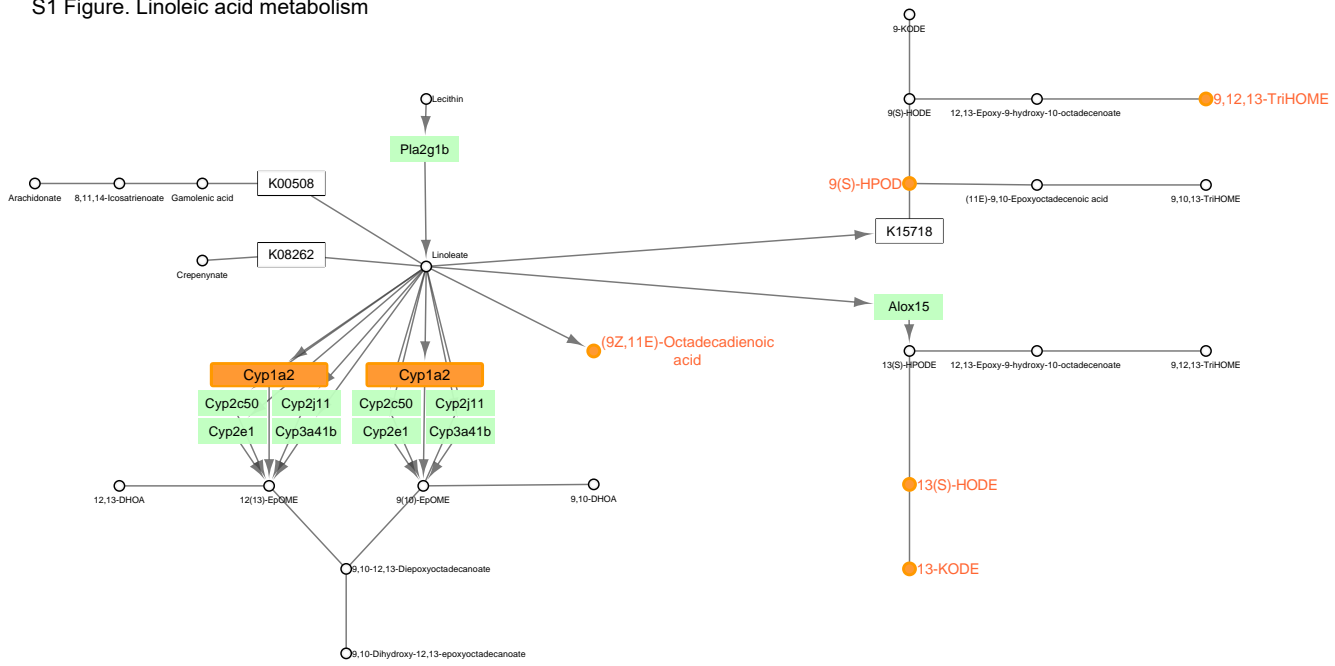 S1 Figure. Linoleic acid metabolism
9-KODE
Lecithin
9(S)-HODE
12,13-Epoxy-9-hydroxy-10-octadecenoate
9,12,13-TriHOME
Pla2g1b
Arachidonate
8,11,14-Icosatrienoate
Gamolenic acid
K00508
9(S)-HPOD
(11E)-9,10-Epoxyoctadecenoic acid
9,10,13-TriHOME
K15718
Crepenynate
K08262
Linoleate
Alox15
(9Z,11E)-Octadecadienoic
acid
13(S)-HPODE
12,13-Epoxy-9-hydroxy-10-octadecenoate
9,12,13-TriHOME
Cyp1a2
Cyp1a2
Cyp2c50
Cyp2j11
Cyp2c50
Cyp2j11
Cyp2e1
Cyp3a41b
Cyp2e1
Cyp3a41b
12,13-DHOA
12(13)-EpOME
9(10)-EpOME
9,10-DHOA
13(S)-HODE
9,10-12,13-Diepoxyoctadecanoate
13-KODE
9,10-Dihydroxy-12,13-epoxyoctadecanoate